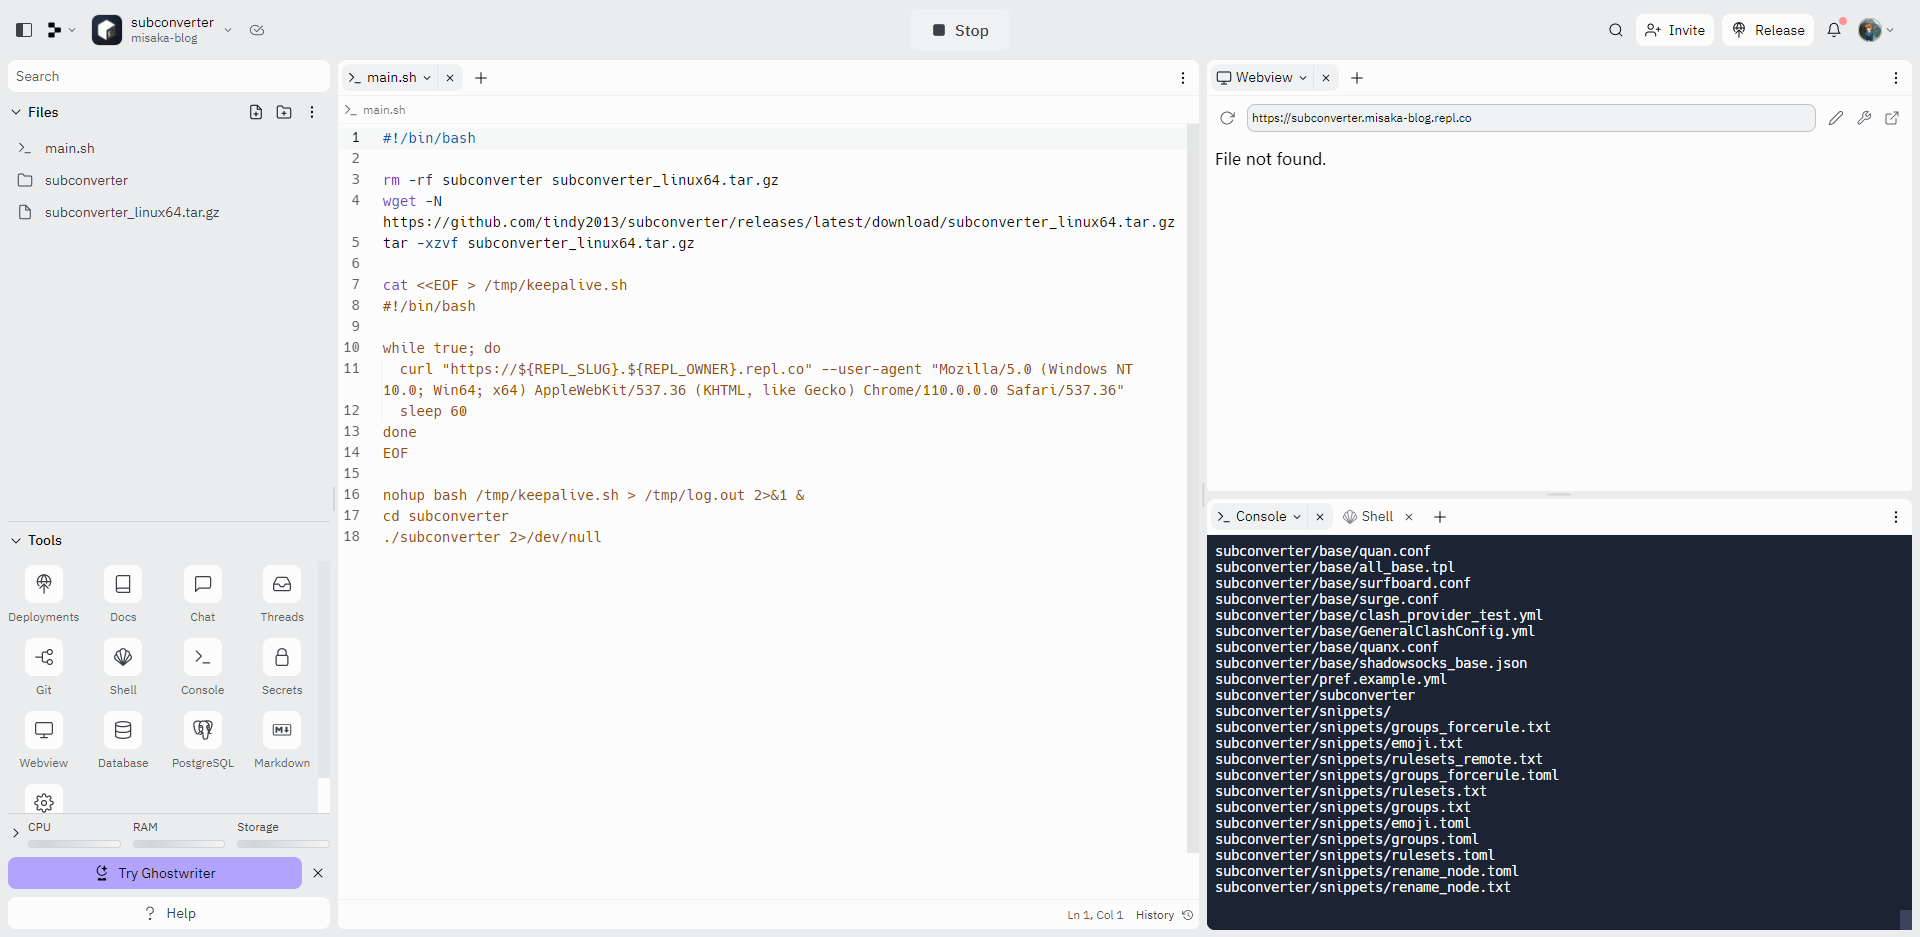 subconverter
misaka-blog
Stop
Invite
Release
Search
Files
main.sh
subconverter
subconverter_linux64.tar.gz
Tools
Deployments
Docs
Chat
Threads
Git
Shell
Console
Secrets
Webview
Database
PostgreSQL
Markdown
CPU
RAM
Storage
Try Ghostwriter
? Help
main.sh
main.sh
1 #!/bin/bash
2
3 rm -rf subconverter subconverter_linux64.tar.gz
4 wget -N
https://github.com/tindy2013/subconverter/releases/latest/download/subconverter_linux64.tar.gz
5 tar -xzvf subconverter_linux64.tar.gz
6
7 cat <<EOF > /tmp/keepalive.sh
8 #!/bin/bash
9
10 while true; do
11 curl "https://${REPL_SLUG}.${REPL_OWNER}.repl.co" --user-agent "Mozilla/5.0 (Windows NT
10.0; Win64; x64) AppleWebKit/537.36 (KHTML, like Gecko) Chrome/110.0.0.0 Safari/537.36"
12 sleep 60
13 done
14 EOF
15
16 nohup bash /tmp/keepalive.sh > /tmp/log.out 2>&1 &
17 cd subconverter
18 ./subconverter 2>/dev/null
Ln 1, Col 1 History
Webview
https://subconverter.misaka-blog.repl.co
File not found.
Console
Shell
subconverter/base/quan.conf
subconverter/base/all_base.tpl
subconverter/base/surfboard.conf
subconverter/base/surge.conf
subconverter/base/clash_provider_test.yml
subconverter/base/GeneralClashConfig.yml
subconverter/base/quanx.conf
subconverter/base/shadowsocks_base.json
subconverter/pref.example.yml
subconverter/subconverter
subconverter/snippets/
subconverter/snippets/groups_forcerule.txt
subconverter/snippets/emoji.txt
subconverter/snippets/rulesets_remote.txt
subconverter/snippets/groups_forcerule.toml
subconverter/snippets/rulesets.txt
subconverter/snippets/groups.txt
subconverter/snippets/emoji.toml
subconverter/snippets/groups.toml
subconverter/snippets/rulesets.toml
subconverter/snippets/rename_node.toml
subconverter/snippets/rename_node.txt